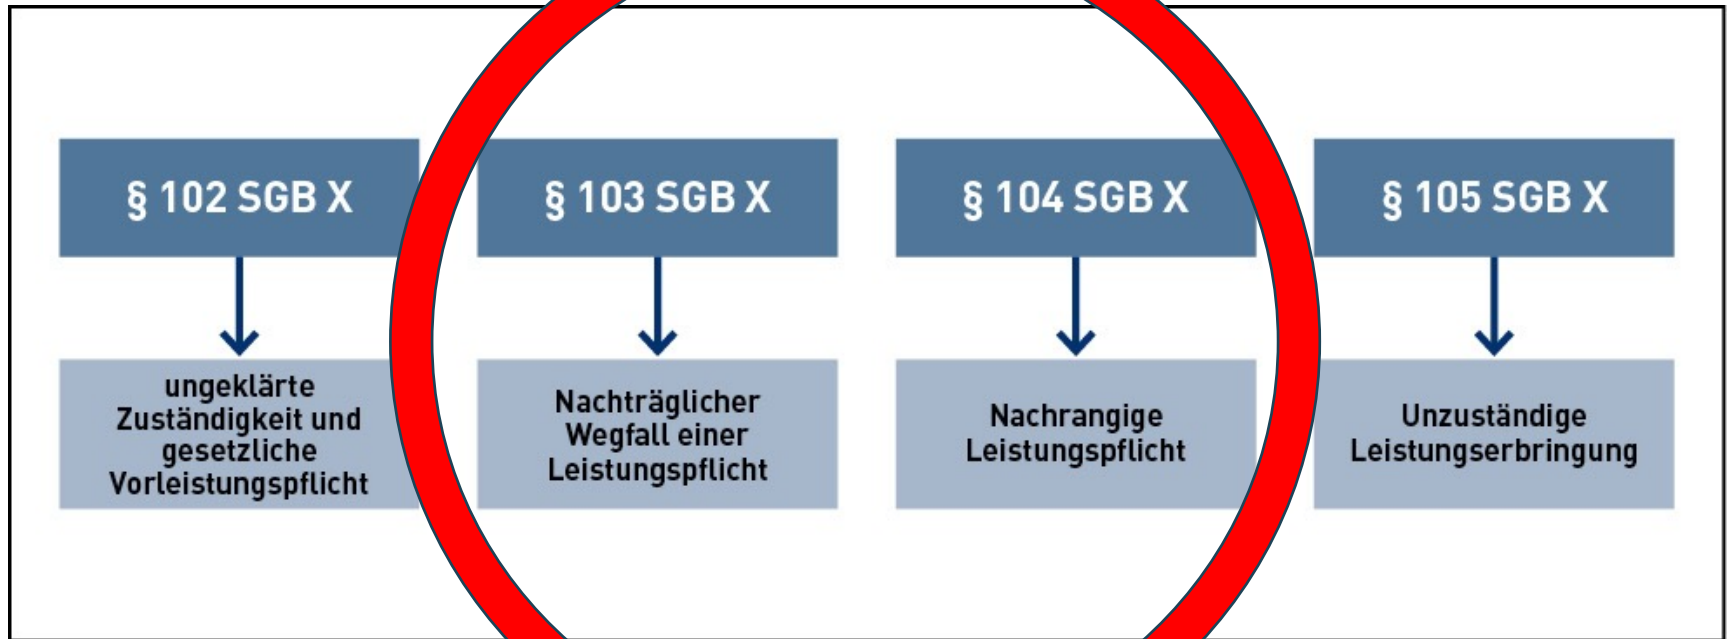 § 102 SGB X
§ 103 SGB X
§ 104 SGB X
§ 105 SGB X
ungeklärte
Zuständigkeit und
gesetzliche
Vorleistungspflicht
Nachträglicher
Wegfall einer
Leistungspflicht
Nachrangige
Leistungspflicht
Unzuständige
Leistungserbringung